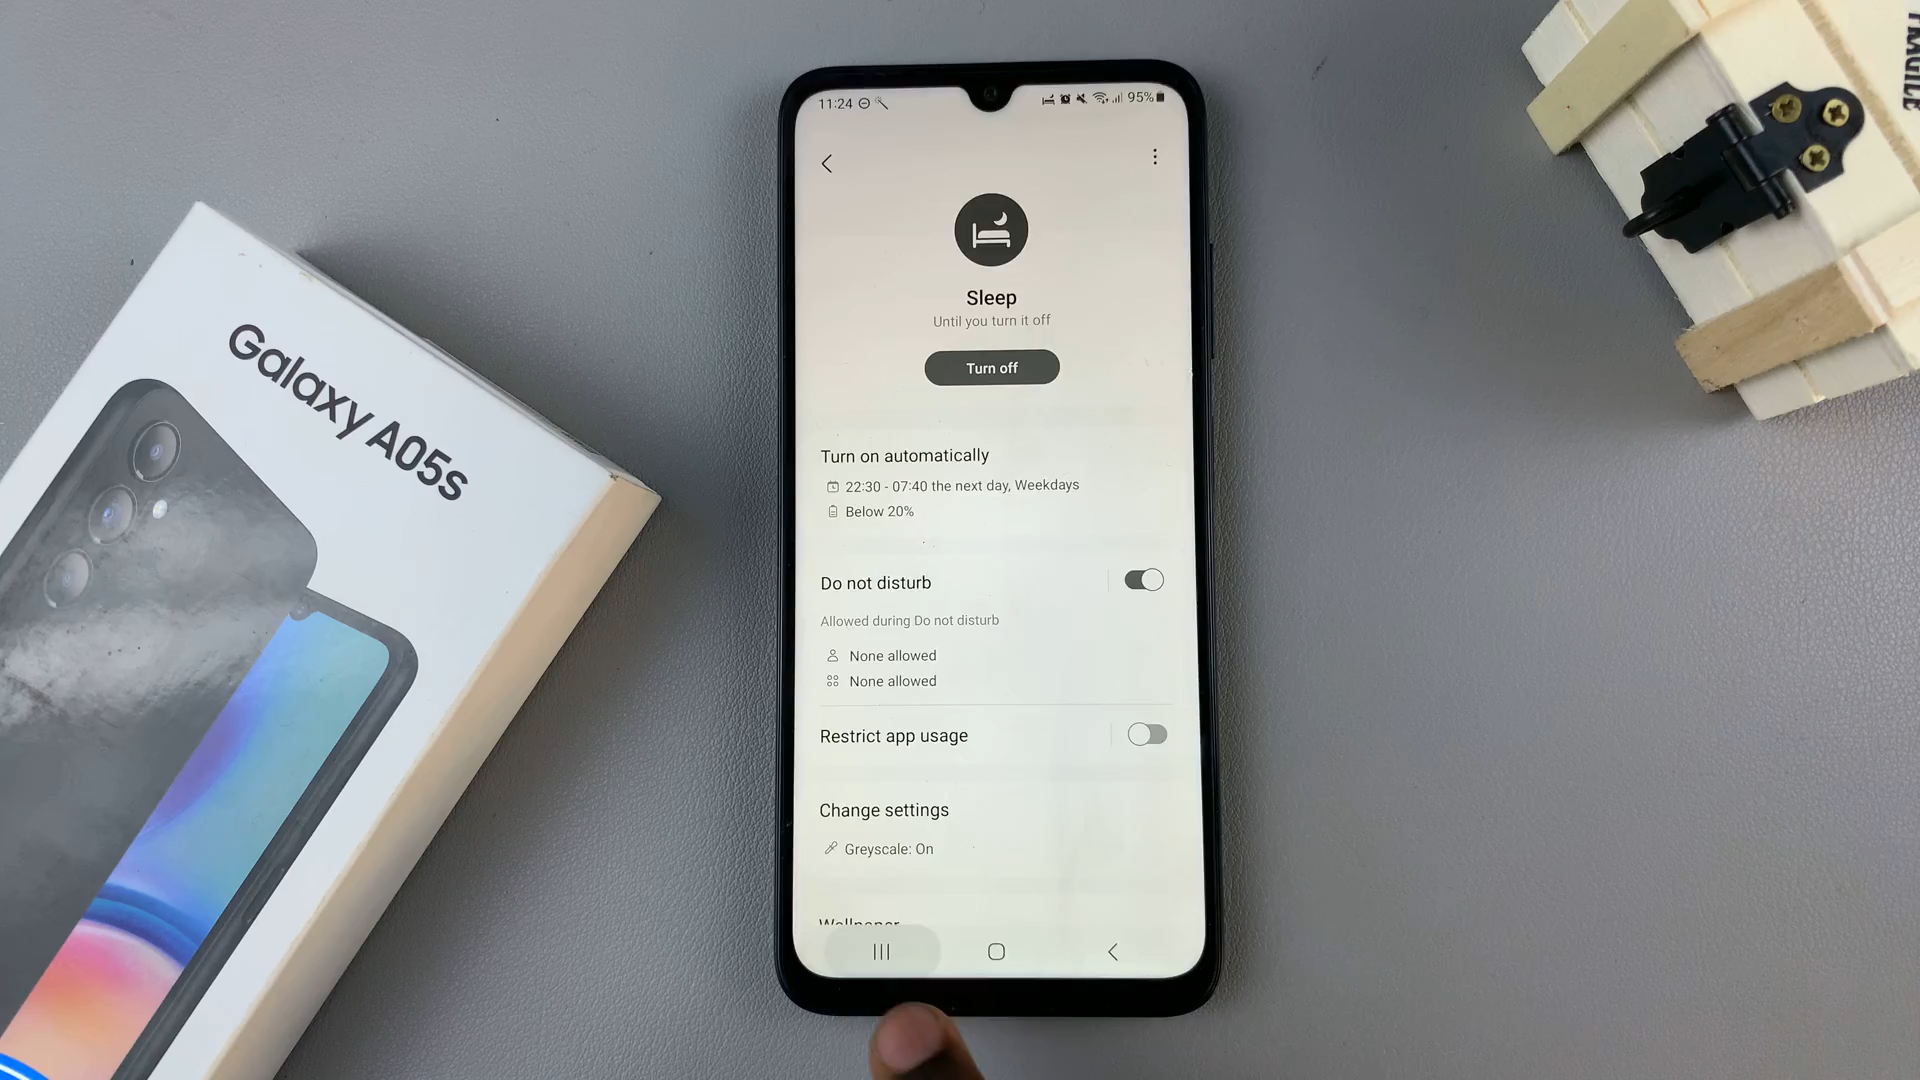 11:24
95%
Sleep
Until you turn it off
Turn off
Turn on automatically
22:30 - 07:40 the next day, Weekdays
Below 20%
Do not disturb
Allowed during Do not disturb
None allowed
None allowed
Restrict app usage
Change settings
Greyscale: On
Wallpaper
Galaxy A05s
FRAGILE